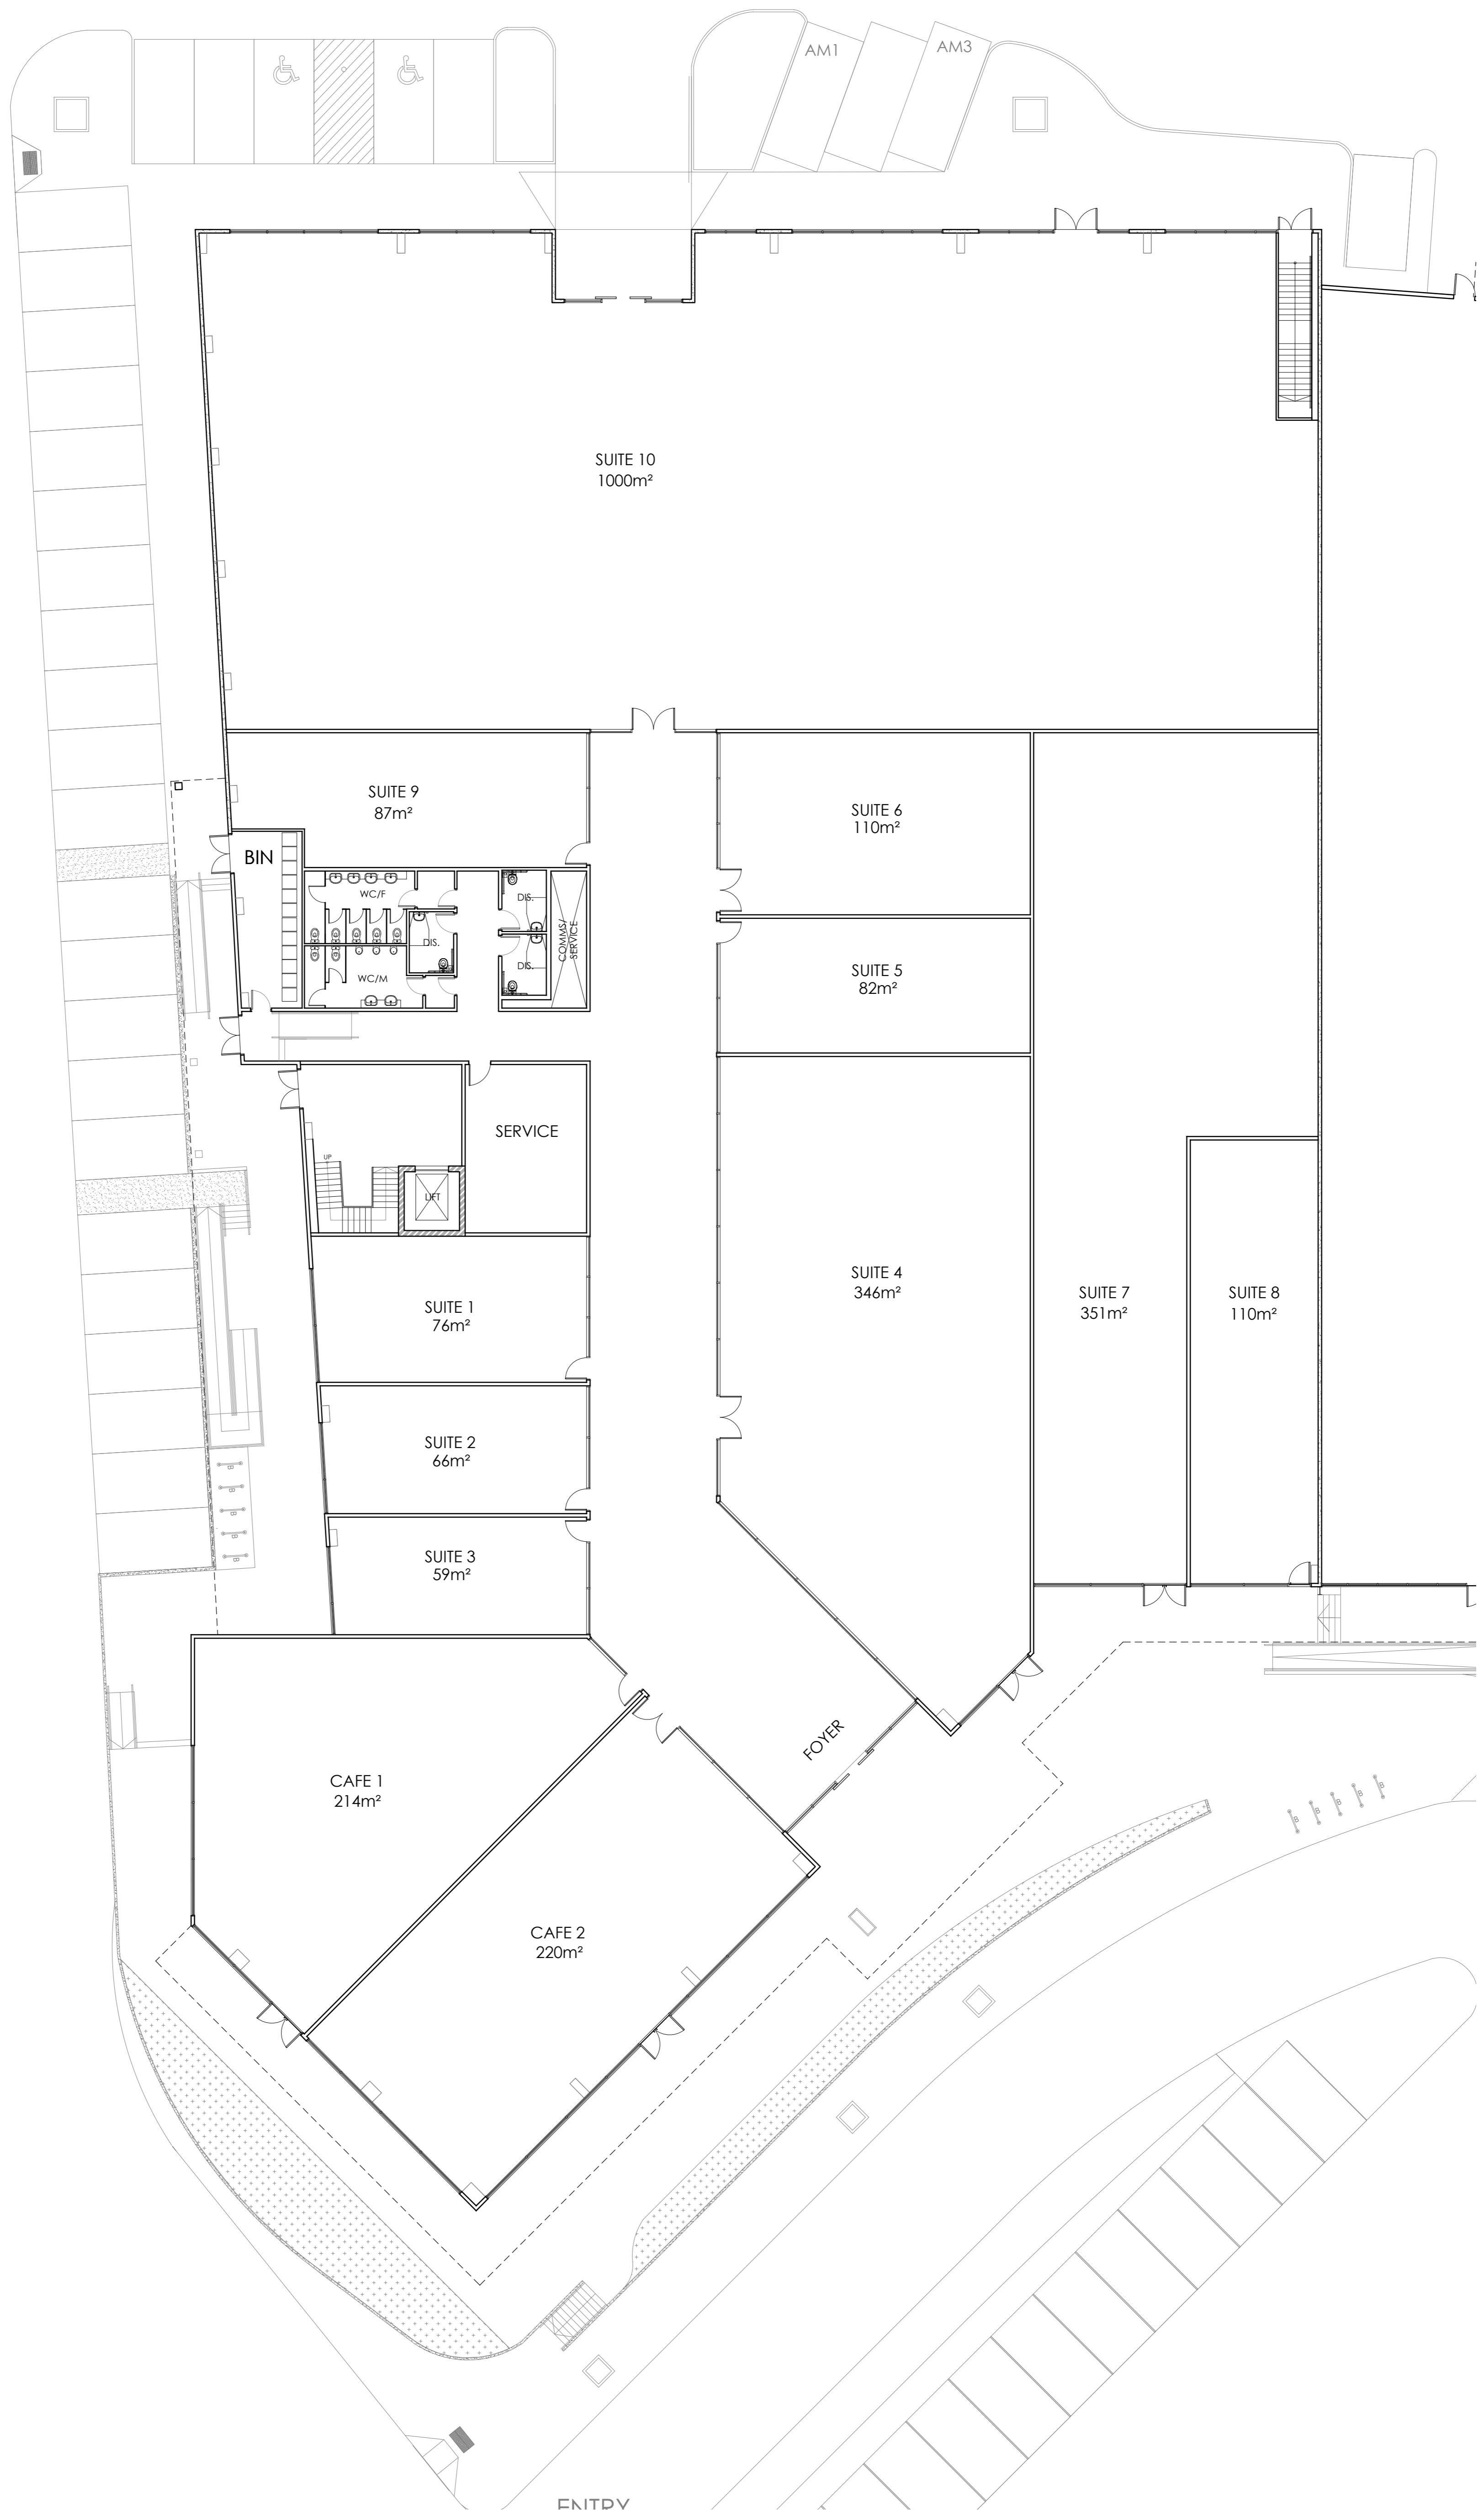 AM1
AM3
SUITE 10
1000m²
SUITE 9
87m²
SUITE 6
110m²
BIN
WC/F
DIS.
COMMS/
SERVICE
DIS.
DIS.
WC/M
SUITE 5
82m²
SERVICE
UP
LIFT
SUITE 4
346m²
SUITE 7
351m²
SUITE 8
110m²
SUITE 1
76m²
SUITE 2
66m²
SUITE 3
59m²
FOYER
CAFE 1
214m²
CAFE 2
220m²
ENTRY